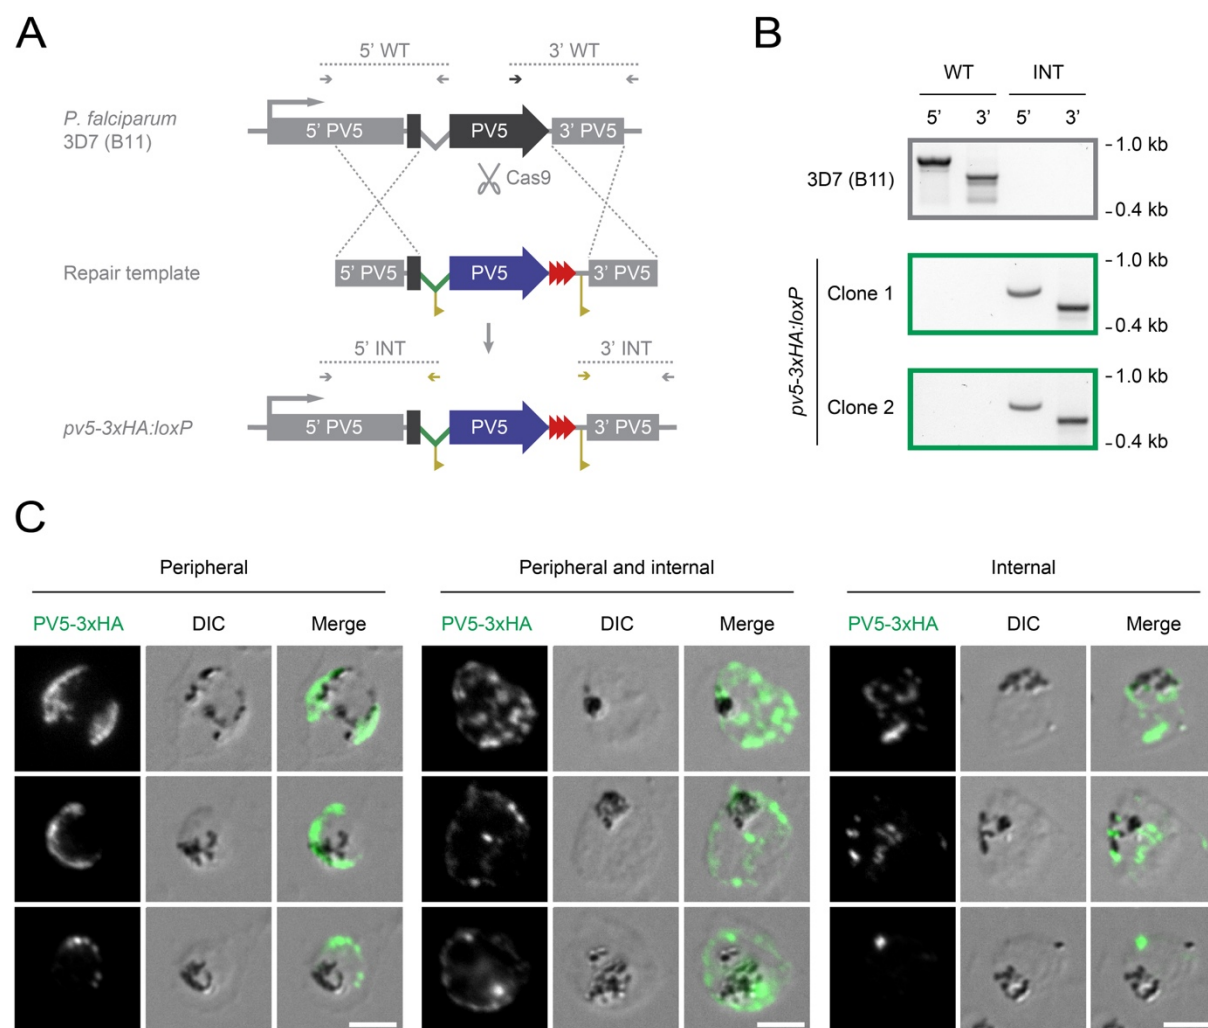 A
5’ WT
3’ WT
P. falciparum
3D7 (B11)
5’ PV5
PV5
3’ PV5
Cas9
Repair template
5’ PV5
PV5
3’ PV5
5’ INT
3’ INT
pv5-3xHA:loxP
5’ PV5
PV5
3’ PV5
B
WT INT
5’ 3’ 5’ 3’
3D7 (B11)
-1.0 kb
-0.4 kb
pv5-3xHA:loxP
Clone 1
-1.0 kb
-0.4 kb
Clone 2
-1.0 kb
-0.4 kb
C
Peripheral
Peripheral and internal
Internal
PV5-3xHA DIC Merge
PV5-3xHA DIC Merge
PV5-3xHA DIC Merge